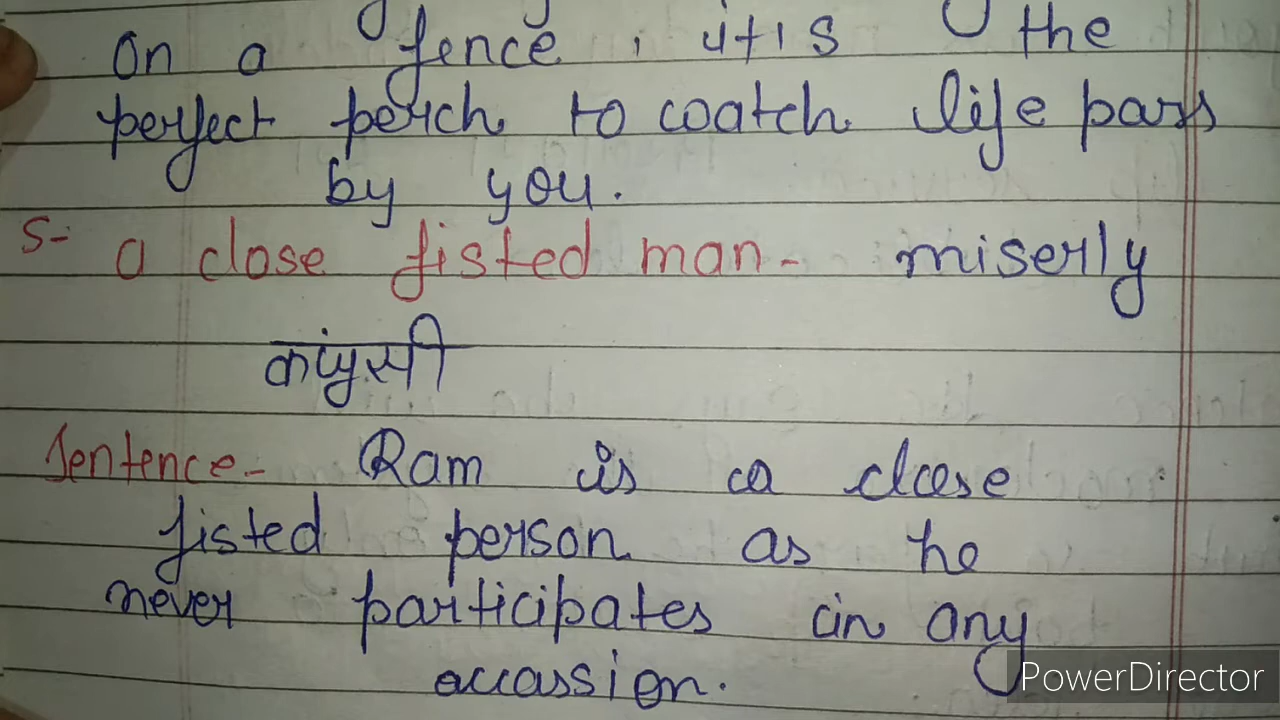 on a fence, it is the
perfect perch to watch life pass
by you.
5- a close fisted man - miserly
कंजुसी
Sentence - Ram is a close
fisted person as he
never participates in any
accassion.
PowerDirector